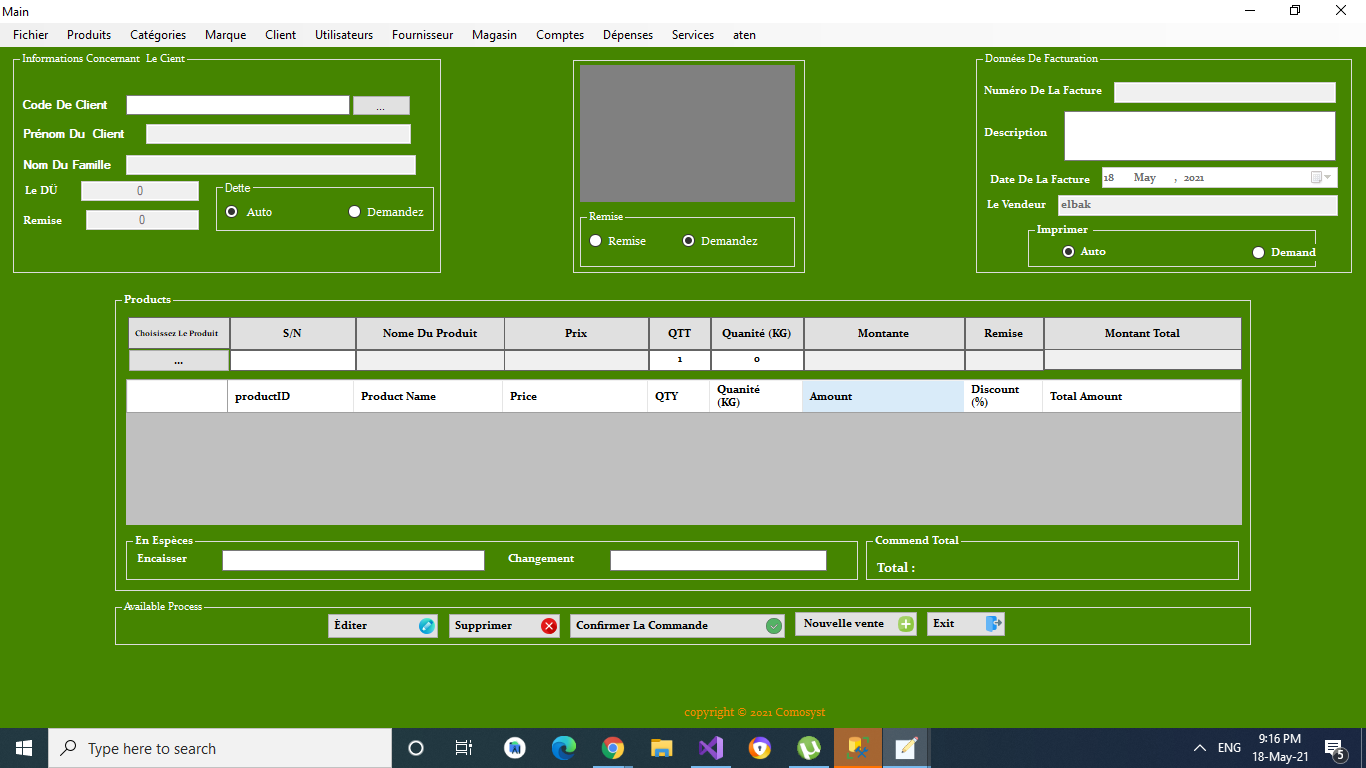 Main
Fichier Produits Catégories Marque Client Utilisateurs Fournisseur Magasin Comptes Dépenses Services aten
Informations Concernant Le Cient
Code De Client ...
Prénom Du Client
Nom Du Famille
Le DÜ 0
Remise 0
Dette
Auto Demandez
Remise
Remise Demandez
Données De Facturation
Numéro De La Facture
Description
Date De La Facture 18 May , 2021
Le Vendeur elbak
Imprimer
Auto Demand
Products
Choisissez Le Produit S/N Nome Du Produit Prix QTT Quanité (KG) Montante Remise Montant Total
... 1 0
productID Product Name Price QTY Quanité (KG) Amount Discount (%) Total Amount
En Espèces
Encaisser Changement
Commend Total
Total :
Available Process
Éditer Supprimer Confirmer La Commande Nouvelle vente Exit
copyright © 2021 Comosyst
Type here to search
ENG
9:16 PM
18-May-21
5